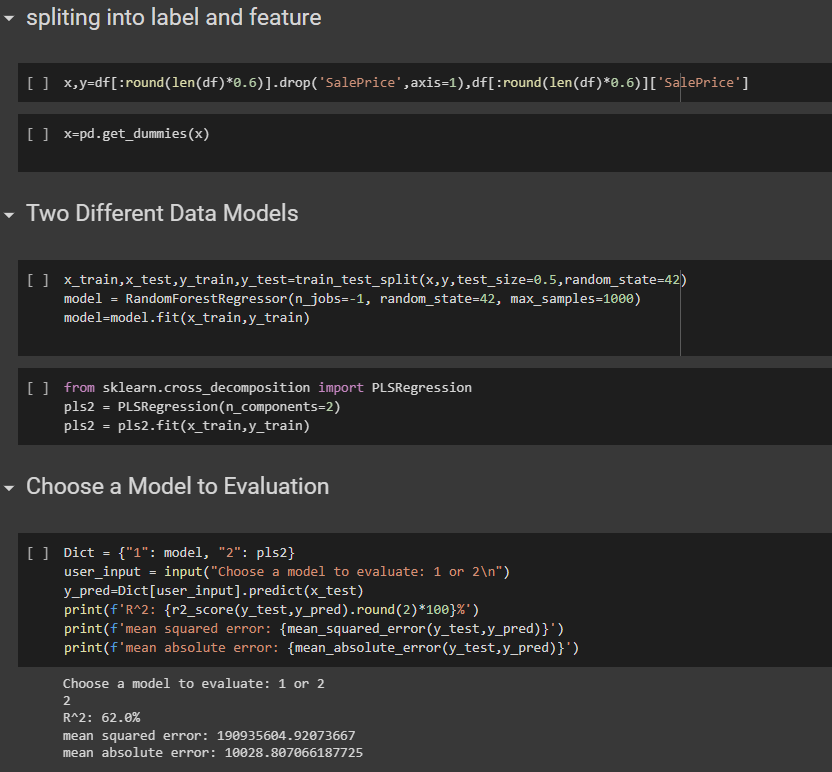 spliting into label and feature
[ ] x,y=df[:round(len(df)*0.6)].drop('SalePrice',axis=1),df[:round(len(df)*0.6)]['SalePrice']
[ ] x=pd.get_dummies(x)
Two Different Data Models
[ ] x_train,x_test,y_train,y_test=train_test_split(x,y,test_size=0.5,random_state=42)
model = RandomForestRegressor(n_jobs=-1, random_state=42, max_samples=1000)
model=model.fit(x_train,y_train)
[ ] from sklearn.cross_decomposition import PLSRegression
pls2 = PLSRegression(n_components=2)
pls2 = pls2.fit(x_train,y_train)
Choose a Model to Evaluation
[ ] Dict = {"1": model, "2": pls2}
user_input = input("Choose a model to evaluate: 1 or 2\n")
y_pred=Dict[user_input].predict(x_test)
print(f'R^2: {r2_score(y_test,y_pred).round(2)*100}%')
print(f'mean squared error: {mean_squared_error(y_test,y_pred)}')
print(f'mean absolute error: {mean_absolute_error(y_test,y_pred)}')
Choose a model to evaluate: 1 or 2
2
R^2: 62.0%
mean squared error: 190935604.92073667
mean absolute error: 10028.807066187725